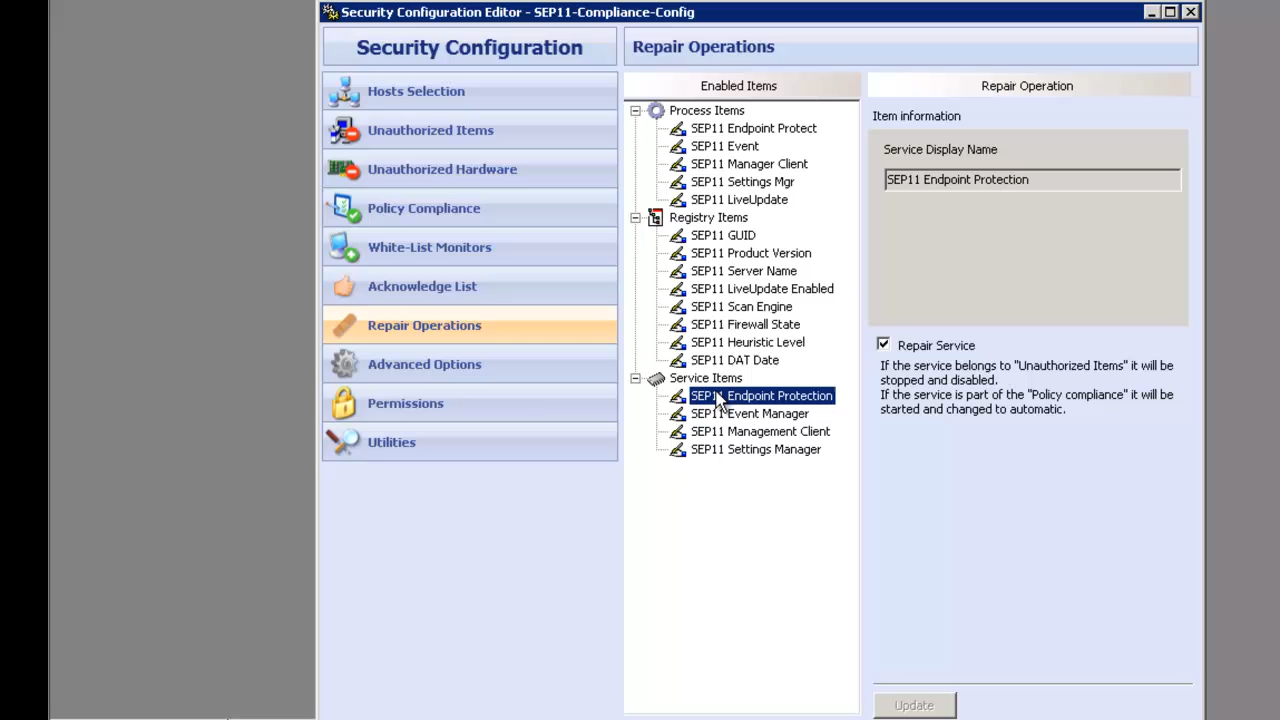 Security Configuration Editor - SEP11-Compliance-Config
Security Configuration
Hosts Selection
Unauthorized Items
Unauthorized Hardware
Policy Compliance
White-List Monitors
Acknowledge List
Repair Operations
Advanced Options
Permissions
Utilities
Repair Operations
Enabled Items
Process Items
SEP11 Endpoint Protect
SEP11 Event
SEP11 Manager Client
SEP11 Settings Mgr
SEP11 LiveUpdate
Registry Items
SEP11 GUID
SEP11 Product Version
SEP11 Server Name
SEP11 LiveUpdate Enabled
SEP11 Scan Engine
SEP11 Firewall State
SEP11 Heuristic Level
SEP11 DAT Date
Service Items
SEP11 Endpoint Protection
SEP11 Event Manager
SEP11 Management Client
SEP11 Settings Manager
Repair Operation
Item information
Service Display Name
SEP11 Endpoint Protection
Repair Service
If the service belongs to "Unauthorized Items" it will be
stopped and disabled.
If the service is part of the "Policy compliance" it will be
started and changed to automatic.
Update